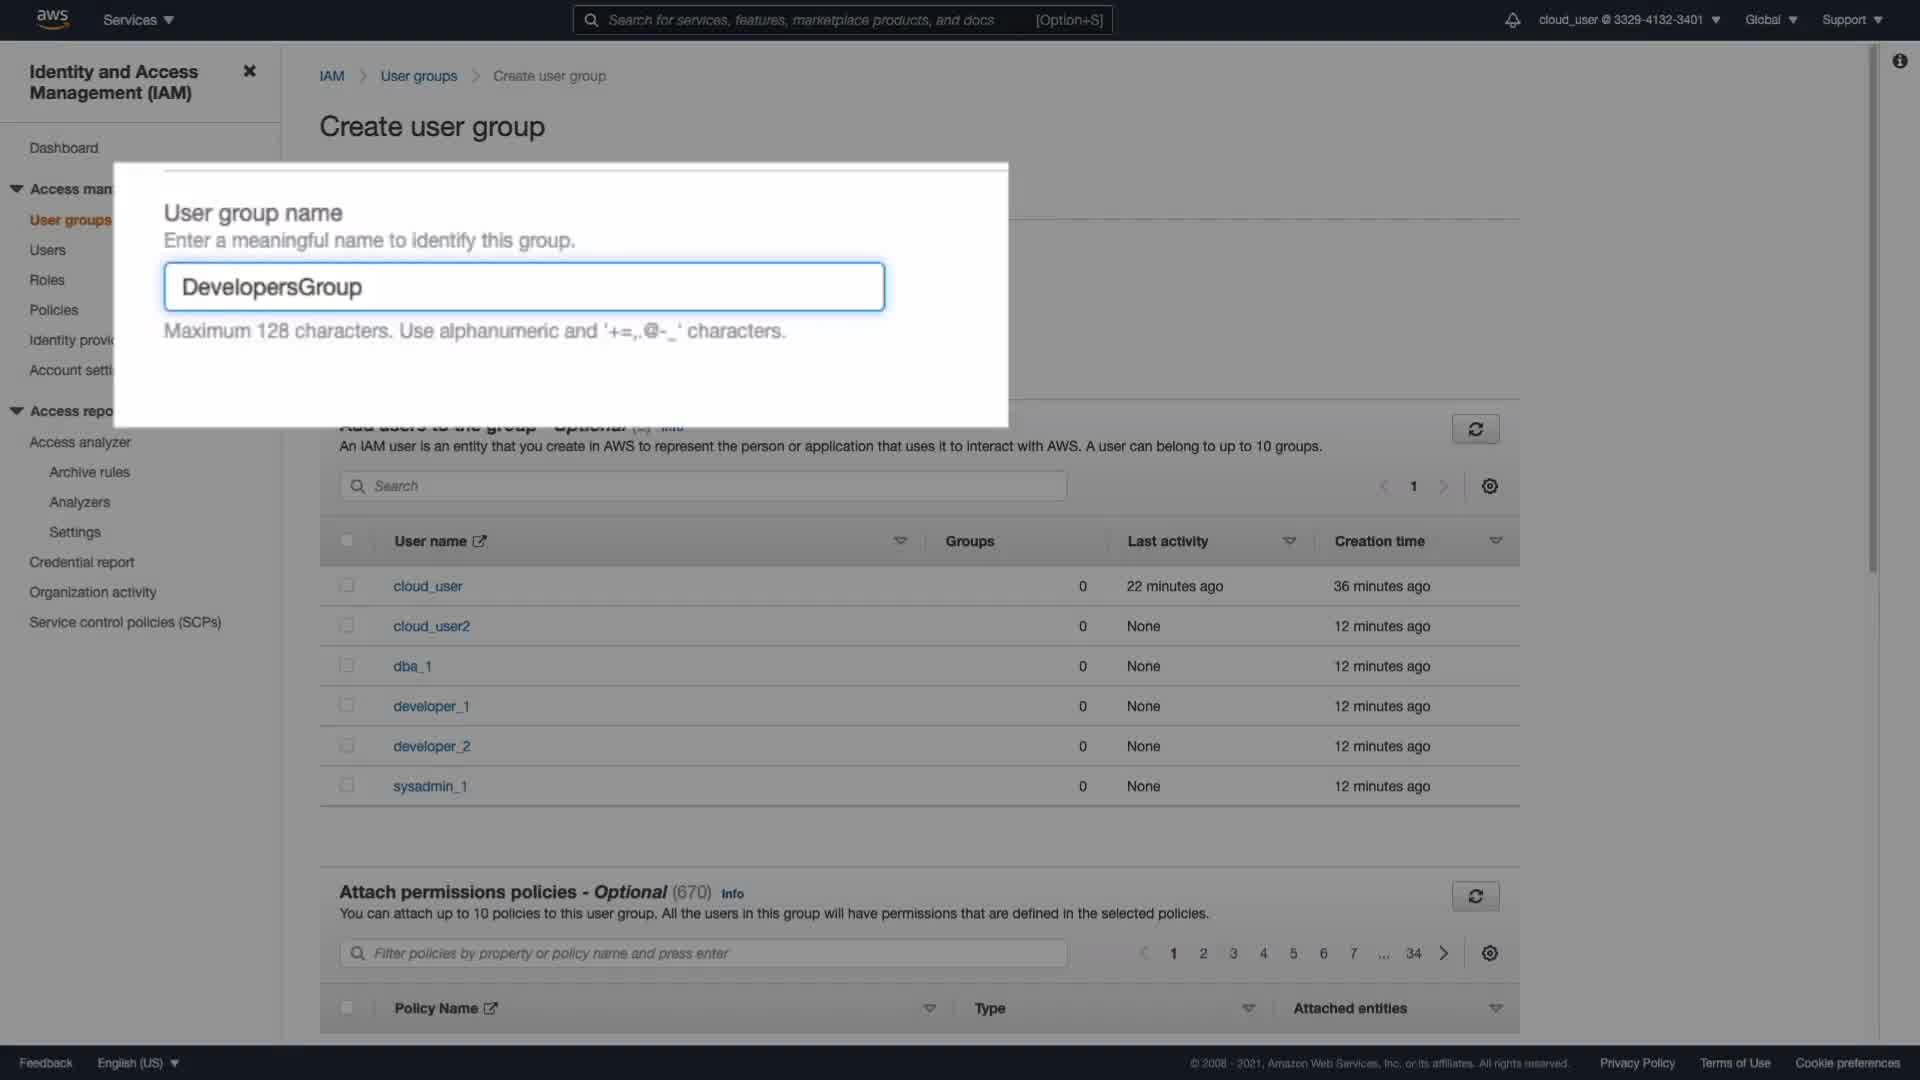 aws
Services
Search for services, features, marketplace products, and docs
[Option+S]
cloud_user @ 3329-4132-3401
Global
Support
Identity and Access
Management (IAM)
Dashboard
Access man
User groups
Users
Roles
Policies
Identity provi
Account setti
Access repo
Access analyzer
Archive rules
Analyzers
Settings
Credential report
Organization activity
Service control policies (SCPs)
IAM
User groups
Create user group
Create user group
User group name
Enter a meaningful name to identify this group.
DevelopersGroup
Maximum 128 characters. Use alphanumeric and '+=,.@-_' characters.
Add users to the group - Optional Info
An IAM user is an entity that you create in AWS to represent the person or application that uses it to interact with AWS. A user can belong to up to 10 groups.
Search
1
User name Groups Last activity Creation time
cloud_user 0 22 minutes ago 36 minutes ago
cloud_user2 0 None 12 minutes ago
dba_1 0 None 12 minutes ago
developer_1 0 None 12 minutes ago
developer_2 0 None 12 minutes ago
sysadmin_1 0 None 12 minutes ago
Attach permissions policies - Optional (670) Info
You can attach up to 10 policies to this user group. All the users in this group will have permissions that are defined in the selected policies.
Filter policies by property or policy name and press enter
1 2 3 4 5 6 7 ... 34
Policy Name Type Attached entities
Feedback
English (US)
© 2008 - 2021, Amazon Web Services, Inc. or its affiliates. All rights reserved.
Privacy Policy
Terms of Use
Cookie preferences